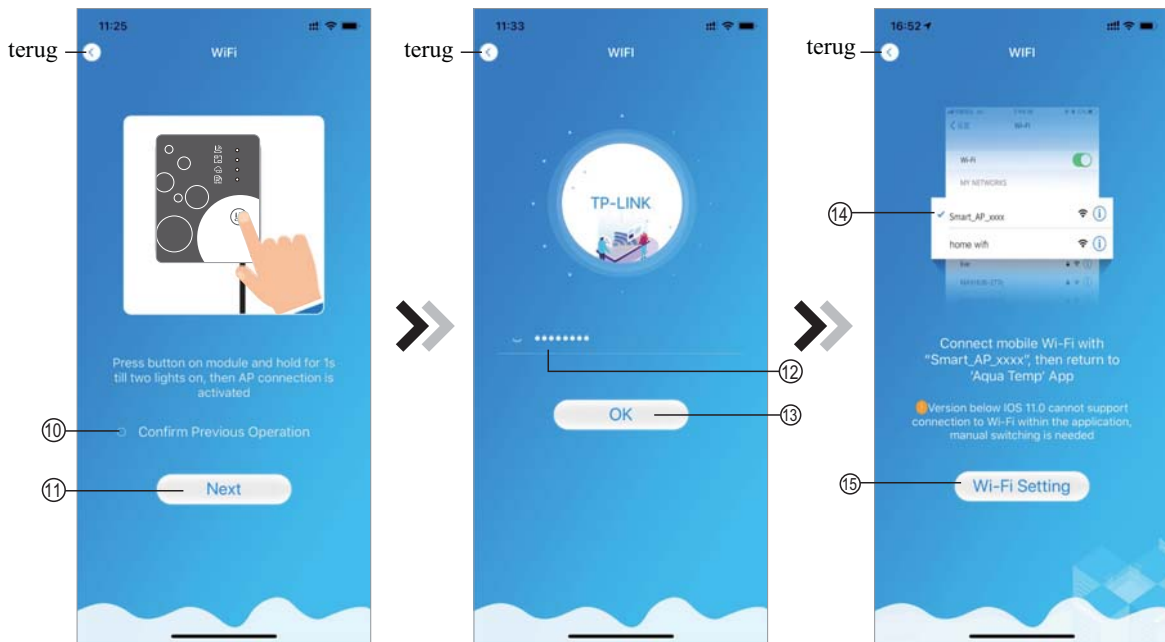 11:25
terug
WiFi
Press button on module and hold for 1s
till two lights on, then AP connection is
activated
⑩
Confirm Previous Operation
⑪
Next
11:33
terug
WIFI
TP-LINK
••••••••
⑫
OK
⑬
16:52
terug
WIFI
Wi-Fi
Wi-Fi
MY NETWORKS
⑭
Smart_AP_xxxx
home wifi
Connect mobile Wi-Fi with
"Smart_AP_xxxx", then return to
'Aqua Temp' App
Version below IOS 11.0 cannot support
connection to Wi-Fi within the application,
manual switching is needed
⑮
Wi-Fi Setting